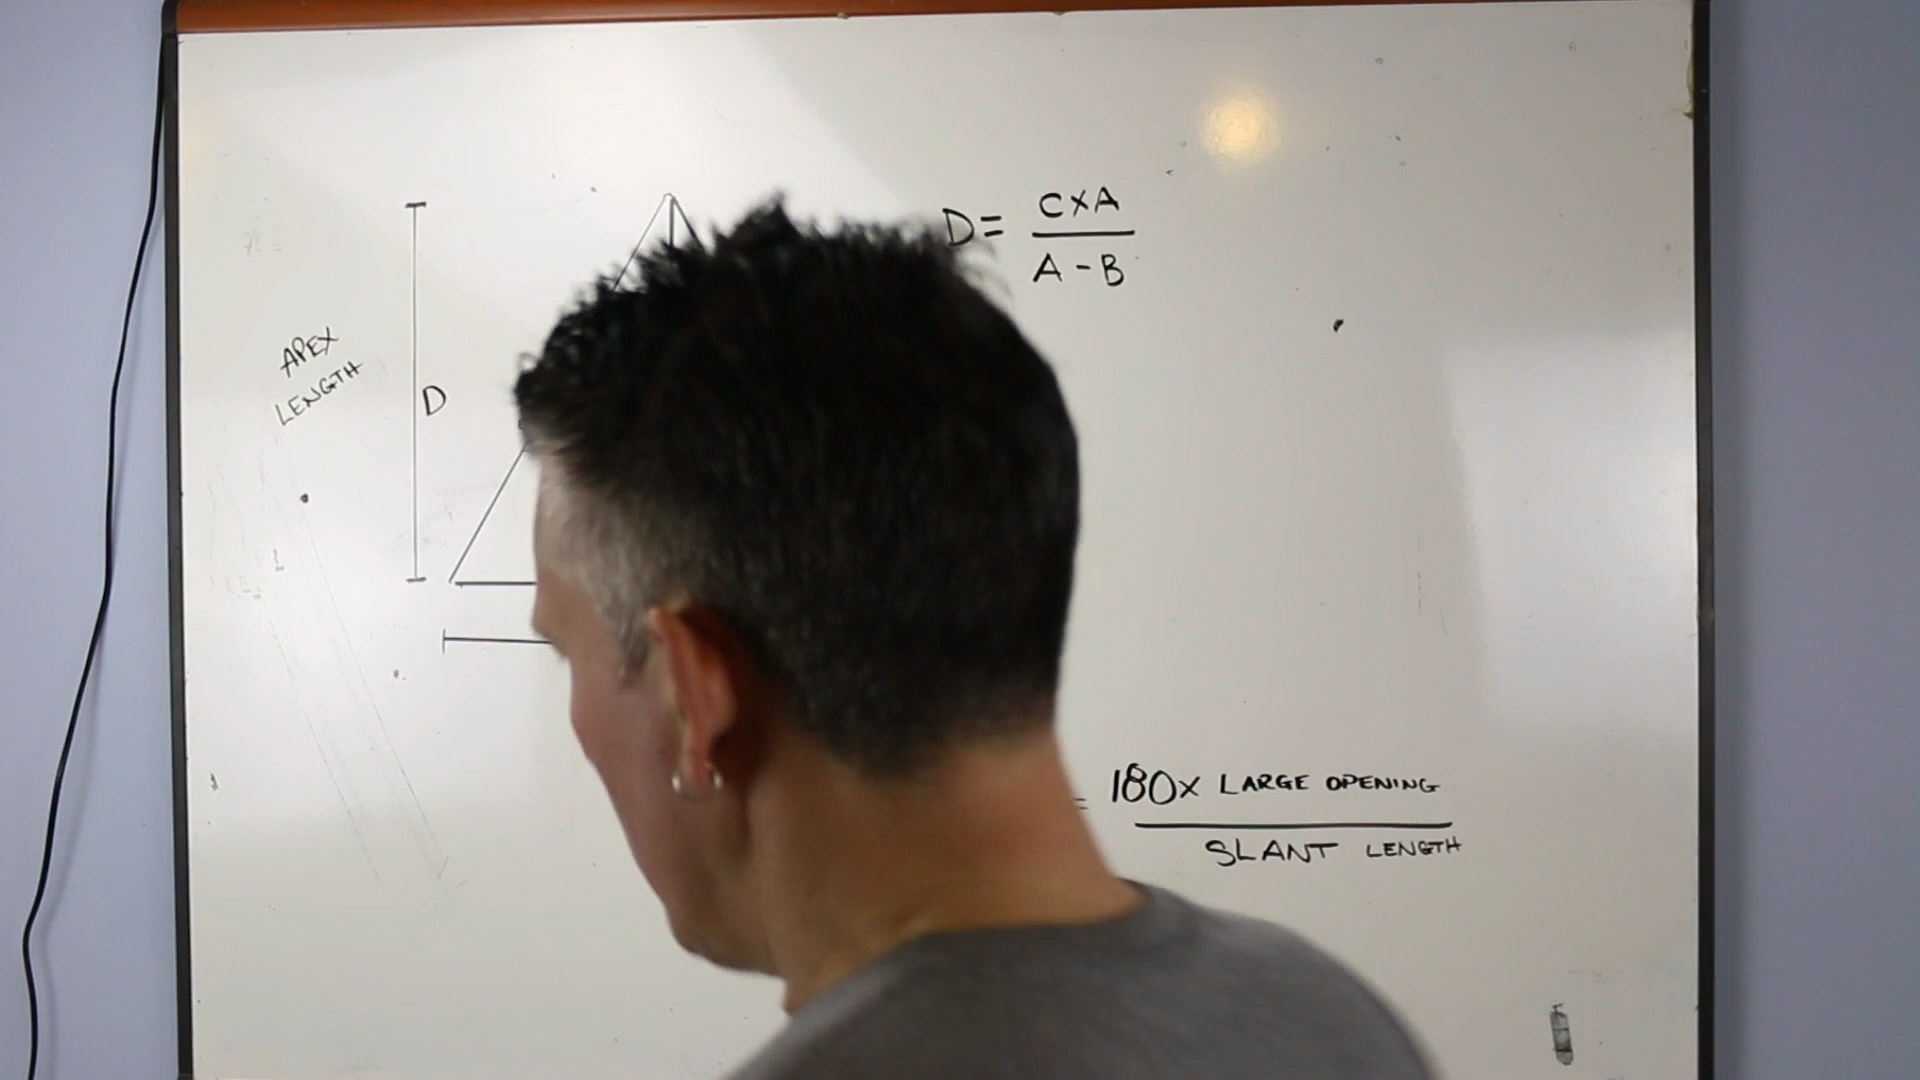 D = C X A
A - B
APEX
LENGTH
D
= 180 X LARGE OPENING
SLANT LENGTH